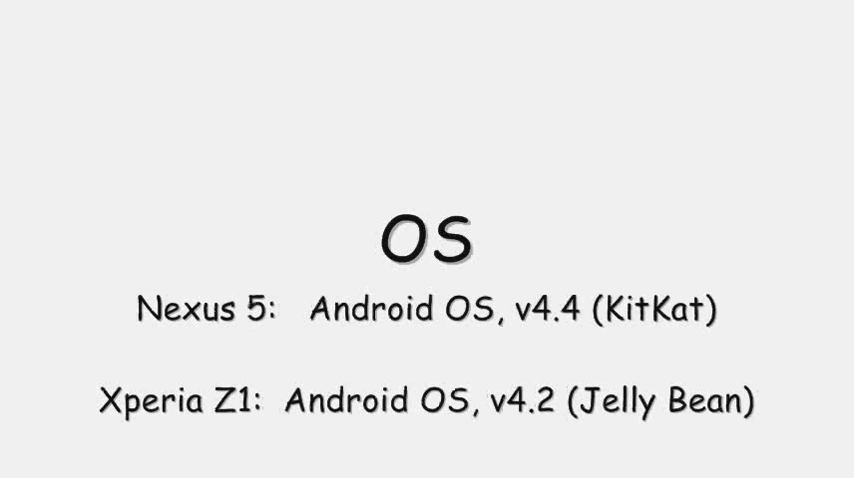 OS
Nexus 5: Android OS, v4.4 (KitKat)
Xperia Z1: Android OS, v4.2 (Jelly Bean)